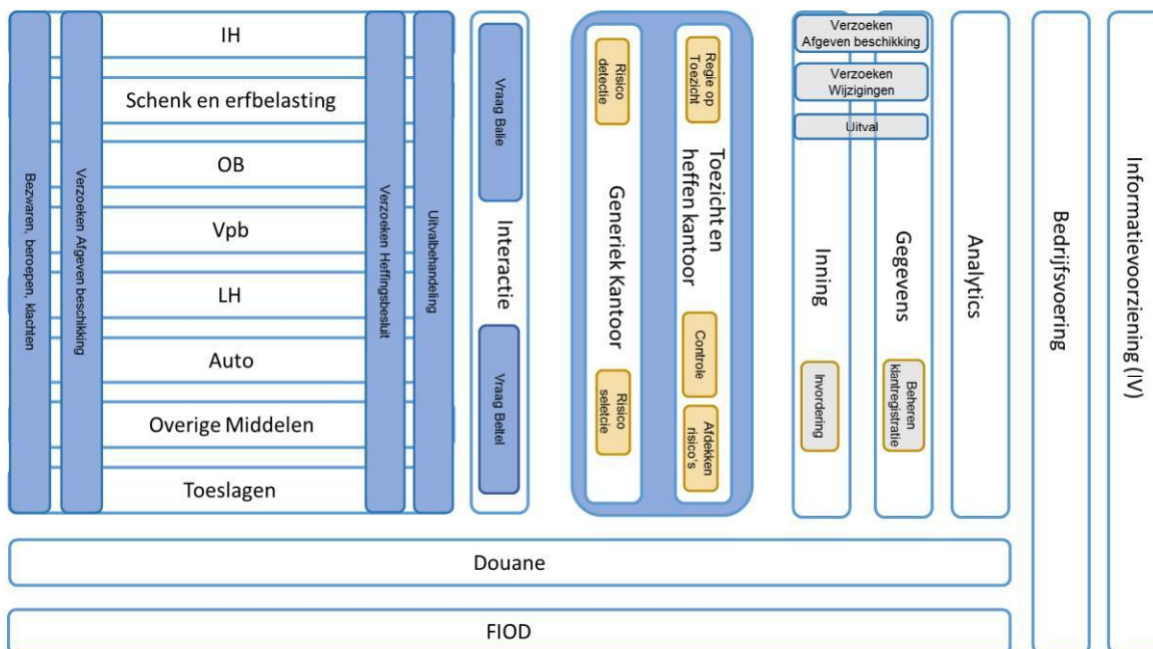 IH
Schenk en erfbelasting
OB
Vpb
LH
Auto
Overige Middelen
Toeslagen
Bezwaren, beroepen, klachten
Verzoeken Afgeven beschikking
Verzoeken Heffingsbesluit
Uitvalbehandeling
Vraag Balie
Interactie
Vraag Beltel
Risico
detectie
Generiek Kantoor
Risico
seletcie
Regie op
Toezicht
Toezicht en
heffen kantoor
Controle
Afdekken
risico's
Verzoeken
Afgeven beschikking
Verzoeken
Wijzigingen
Uitval
Inning
Invordering
Gegevens
Beheren
klantregistratie
Analytics
Bedrijfsvoering
Informatievoorziening (IV)
Douane
FIOD